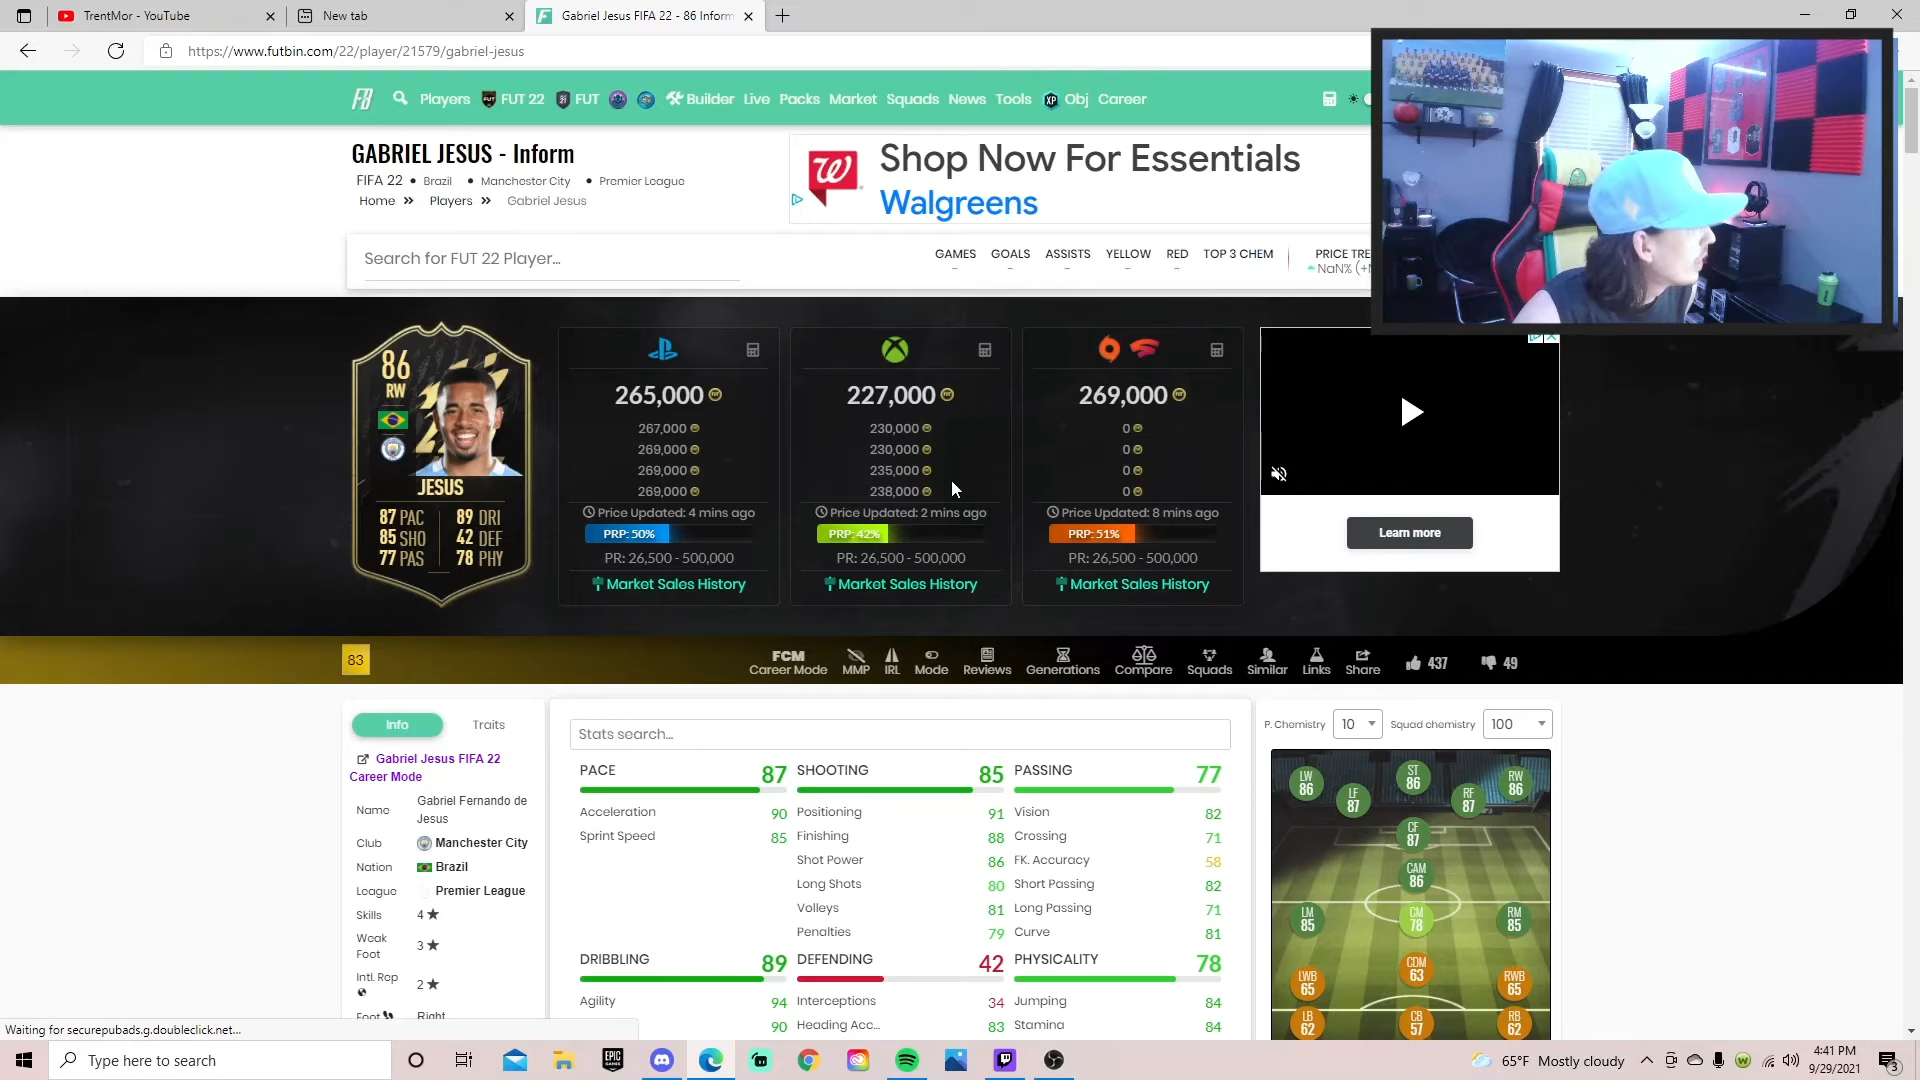 TrentMor - YouTube
New tab
Gabriel Jesus FIFA 22 - 86 Inform
https://www.futbin.com/22/player/21579/gabriel-jesus
Players FUT 22 FUT Builder Live Packs Market Squads News Tools XP Obj Career
GABRIEL JESUS - Inform
FIFA 22 • Brazil • Manchester City • Premier League
Home » Players » Gabriel Jesus
Shop Now For Essentials
Walgreens
Search for FUT 22 Player...
GAMES GOALS ASSISTS YELLOW RED TOP 3 CHEM PRICE TRE
- - - - - - NaN% (+
86
RW
JESUS
87 PAC 89 DRI
85 SHO 42 DEF
77 PAS 78 PHY
265,000
267,000
269,000
269,000
269,000
Price Updated: 4 mins ago
PRP: 50%
PR: 26,500 - 500,000
Market Sales History
227,000
230,000
230,000
235,000
238,000
Price Updated: 2 mins ago
PRP: 42%
PR: 26,500 - 500,000
Market Sales History
269,000
0
0
0
0
Price Updated: 8 mins ago
PRP: 51%
PR: 26,500 - 500,000
Market Sales History
Learn more
83
FCM
Career Mode MMP IRL Mode Reviews Generations Compare Squads Similar Links Share 437 49
Info Traits
Gabriel Jesus FIFA 22
Career Mode
Name Gabriel Fernando de
Jesus
Club Manchester City
Nation Brazil
League Premier League
Skills 4★
Weak
Foot 3★
Intl. Rep 2★
Foot Right
Stats search...
PACE 87
Acceleration 90
Sprint Speed 85
SHOOTING 85
Positioning 91
Finishing 88
Shot Power 86
Long Shots 80
Volleys 81
Penalties 79
PASSING 77
Vision 82
Crossing 71
FK. Accuracy 58
Short Passing 82
Long Passing 71
Curve 81
DRIBBLING 89
Agility 94
90
DEFENDING 42
Interceptions 34
Heading Acc... 83
PHYSICALITY 78
Jumping 84
Stamina 84
P. Chemistry 10 Squad chemistry 100
LW
86
ST
86
RW
86
LF
87
RF
87
CF
87
CAM
86
LM
85
CM
78
RM
85
CDM
63
LWB
65
RWB
65
LB
62
CB
57
RB
62
Waiting for securepubads.g.doubleclick.net...
Type here to search
EPIC
GAMES
65°F Mostly cloudy
4:41 PM
9/29/2021
3